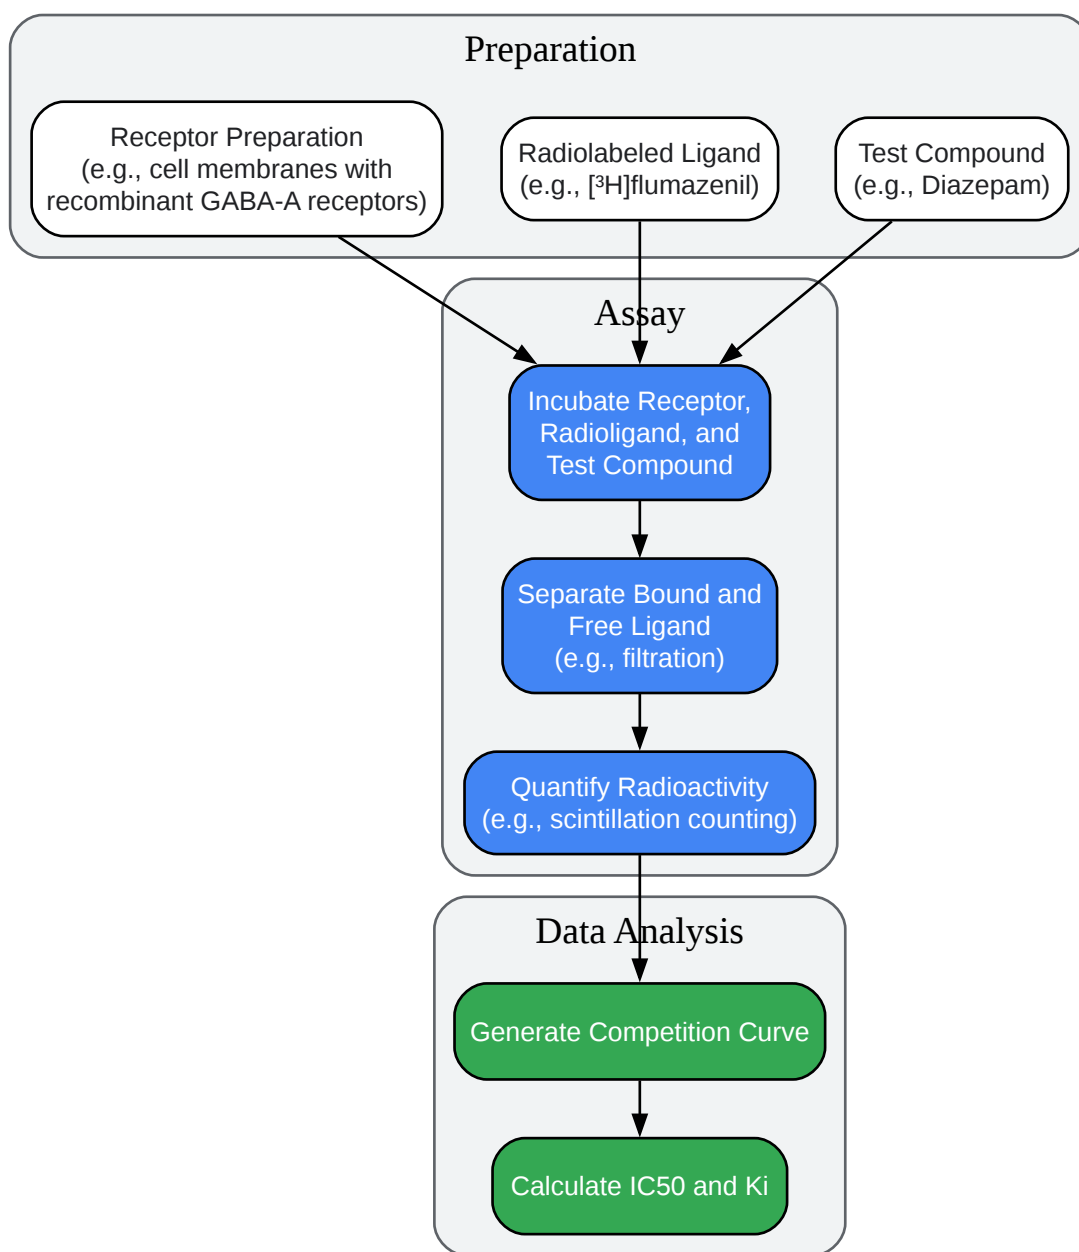 Preparation
Receptor Preparation
(e.g., cell membranes with
recombinant GABA-A receptors)
Radiolabeled Ligand
(e.g., [³H]flumazenil)
Test Compound
(e.g., Diazepam)
Assay
Incubate Receptor,
Radioligand, and
Test Compound
Separate Bound and
Free Ligand
(e.g., filtration)
Quantify Radioactivity
(e.g., scintillation counting)
Data Analysis
Generate Competition Curve
Calculate IC50 and Ki